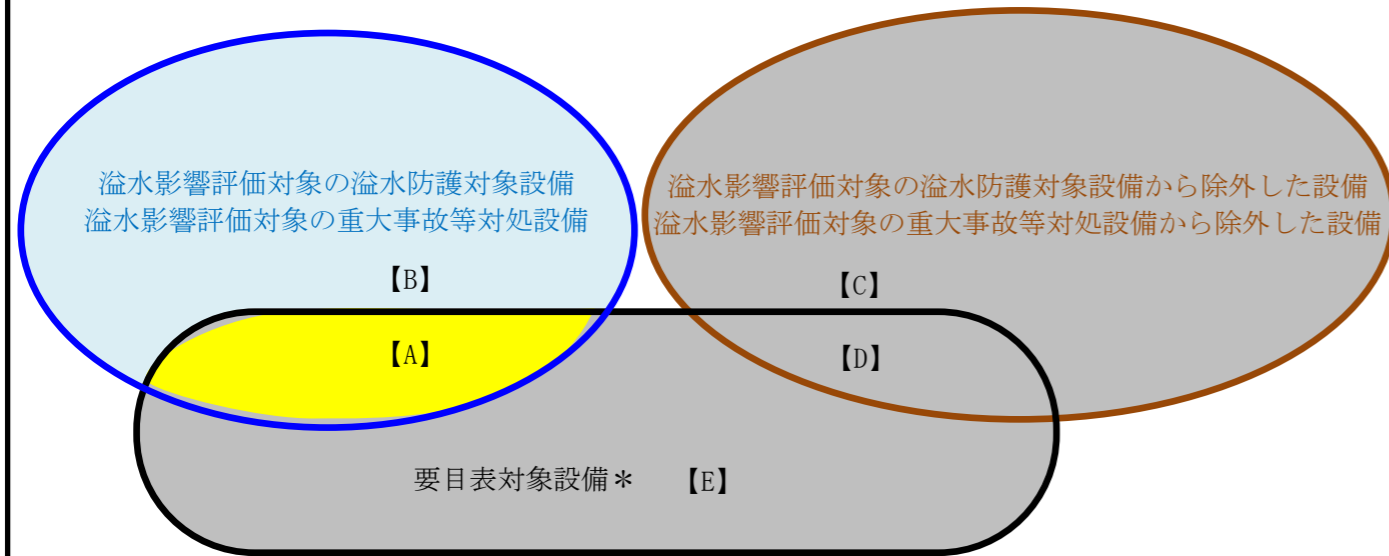 溢水影響評価対象の溢水防護対象設備
溢水影響評価対象の重大事故等対処設備
【B】
溢水影響評価対象の溢水防護対象設備から除外した設備
溢水影響評価対象の重大事故等対処設備から除外した設備
【C】
【A】
【D】
要目表対象設備＊ 【E】